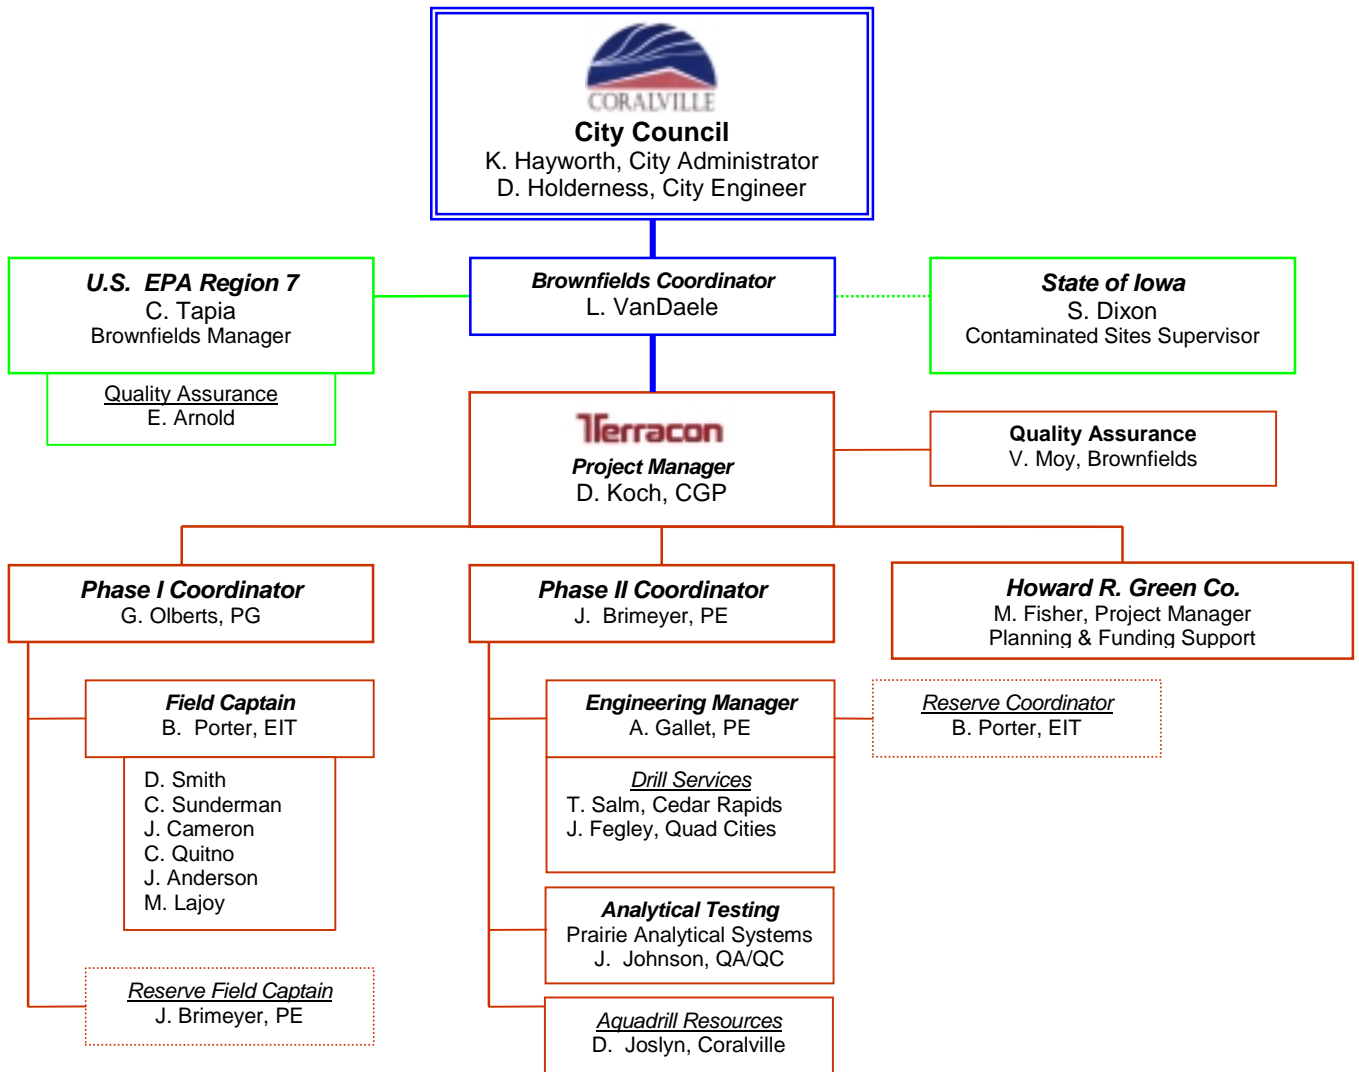 CORALVILLE
City Council
K. Hayworth, City Administrator
D. Holderness, City Engineer
U.S. EPA Region 7
C. Tapia
Brownfields Manager
Quality Assurance
E. Arnold
Brownfields Coordinator
L. VanDaele
State of Iowa
S. Dixon
Contaminated Sites Supervisor
Terracon
Project Manager
D. Koch, CGP
Quality Assurance
V. Moy, Brownfields
Phase I Coordinator
G. Olberts, PG
Field Captain
B. Porter, EIT
D. Smith
C. Sunderman
J. Cameron
C. Quitno
J. Anderson
M. Lajoy
Reserve Field Captain
J. Brimeyer, PE
Phase II Coordinator
J. Brimeyer, PE
Engineering Manager
A. Gallet, PE
Drill Services
T. Salm, Cedar Rapids
J. Fegley, Quad Cities
Analytical Testing
Prairie Analytical Systems
J. Johnson, QA/QC
Aquadrill Resources
D. Joslyn, Coralville
Howard R. Green Co.
M. Fisher, Project Manager
Planning & Funding Support
Reserve Coordinator
B. Porter, EIT